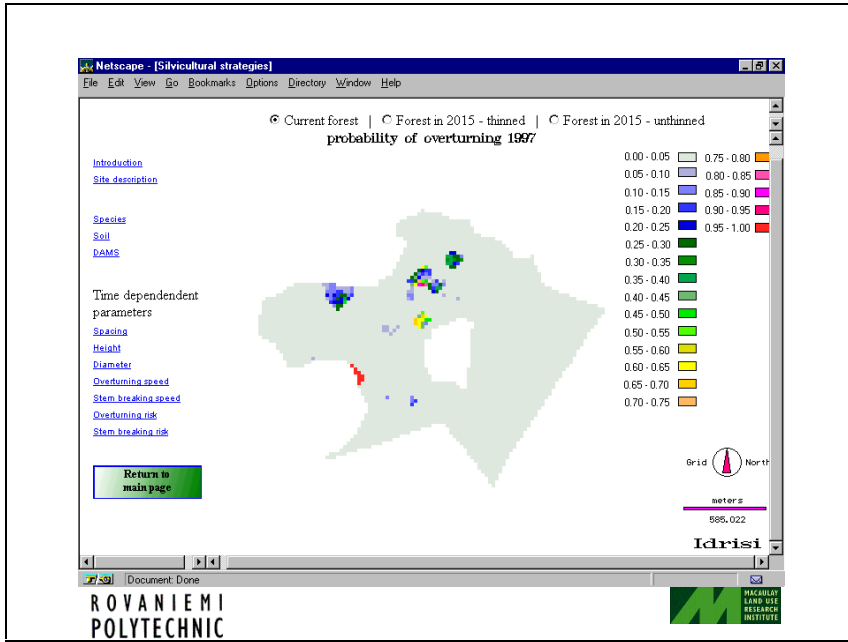 Netscape - [Silvicultural strategies]
File Edit View Go Bookmarks Options Directory Window Help
Current forest | Forest in 2015 - thinned | Forest in 2015 - unthinned
probability of overturning 1997
Introduction
Site description
Species
Soil
DAMS
Time dependendent
parameters
Spacing
Height
Diameter
Overturning speed
Stem breaking speed
Overturning risk
Stem breaking risk
Return to
main page
0.00 - 0.05
0.05 - 0.10
0.10 - 0.15
0.15 - 0.20
0.20 - 0.25
0.25 - 0.30
0.30 - 0.35
0.35 - 0.40
0.40 - 0.45
0.45 - 0.50
0.50 - 0.55
0.55 - 0.60
0.60 - 0.65
0.65 - 0.70
0.70 - 0.75
0.75 - 0.80
0.80 - 0.85
0.85 - 0.90
0.90 - 0.95
0.95 - 1.00
Grid North
meters
585.022
Idrisi
Document: Done
ROVANIEMI
POLYTECHNIC
MACAULAY
LAND USE
RESEARCH
INSTITUTE